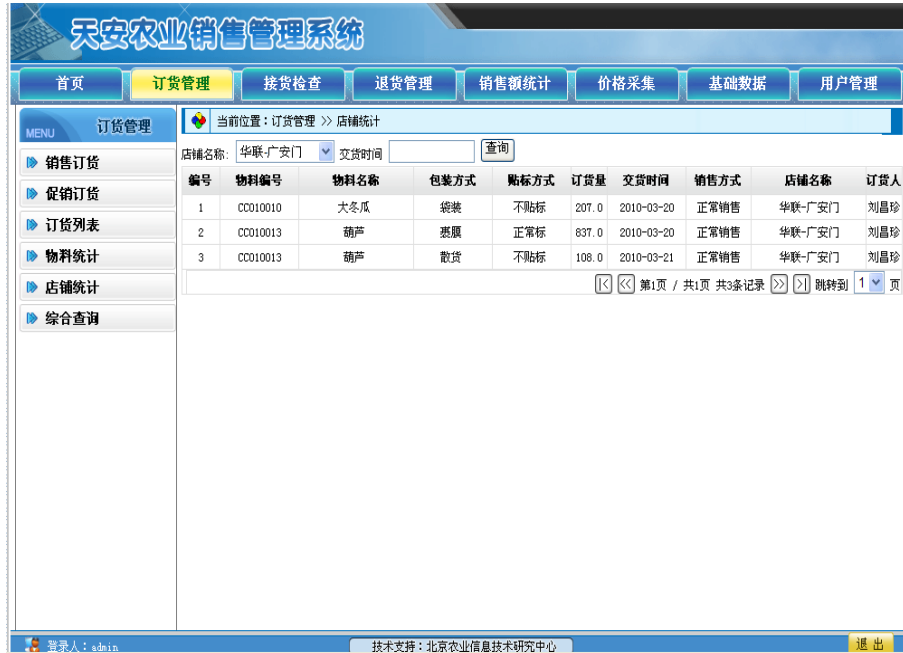 天安农业销售管理系统
首页 订货管理 接货检查 退货管理 销售额统计 价格采集 基础数据 用户管理
MENU 订货管理
当前位置：订货管理 >> 店铺统计
店铺名称: 华联-广安门 交货时间 查询
销售订货
促销订货
订货列表
物料统计
店铺统计
综合查询
编号 物料编号 物料名称 包装方式 贴标方式 订货量 交货时间 销售方式 店铺名称 订货人
1 CC010010 大冬瓜 袋装 不贴标 207.0 2010-03-20 正常销售 华联-广安门 刘昌珍
2 CC010013 葫芦 裹膜 正常标 837.0 2010-03-20 正常销售 华联-广安门 刘昌珍
3 CC010013 葫芦 散货 不贴标 108.0 2010-03-21 正常销售 华联-广安门 刘昌珍
|< << 第1页 / 共1页 共3条记录 >> >| 跳转到 1 页
登录人：admin 技术支持：北京农业信息技术研究中心 退出